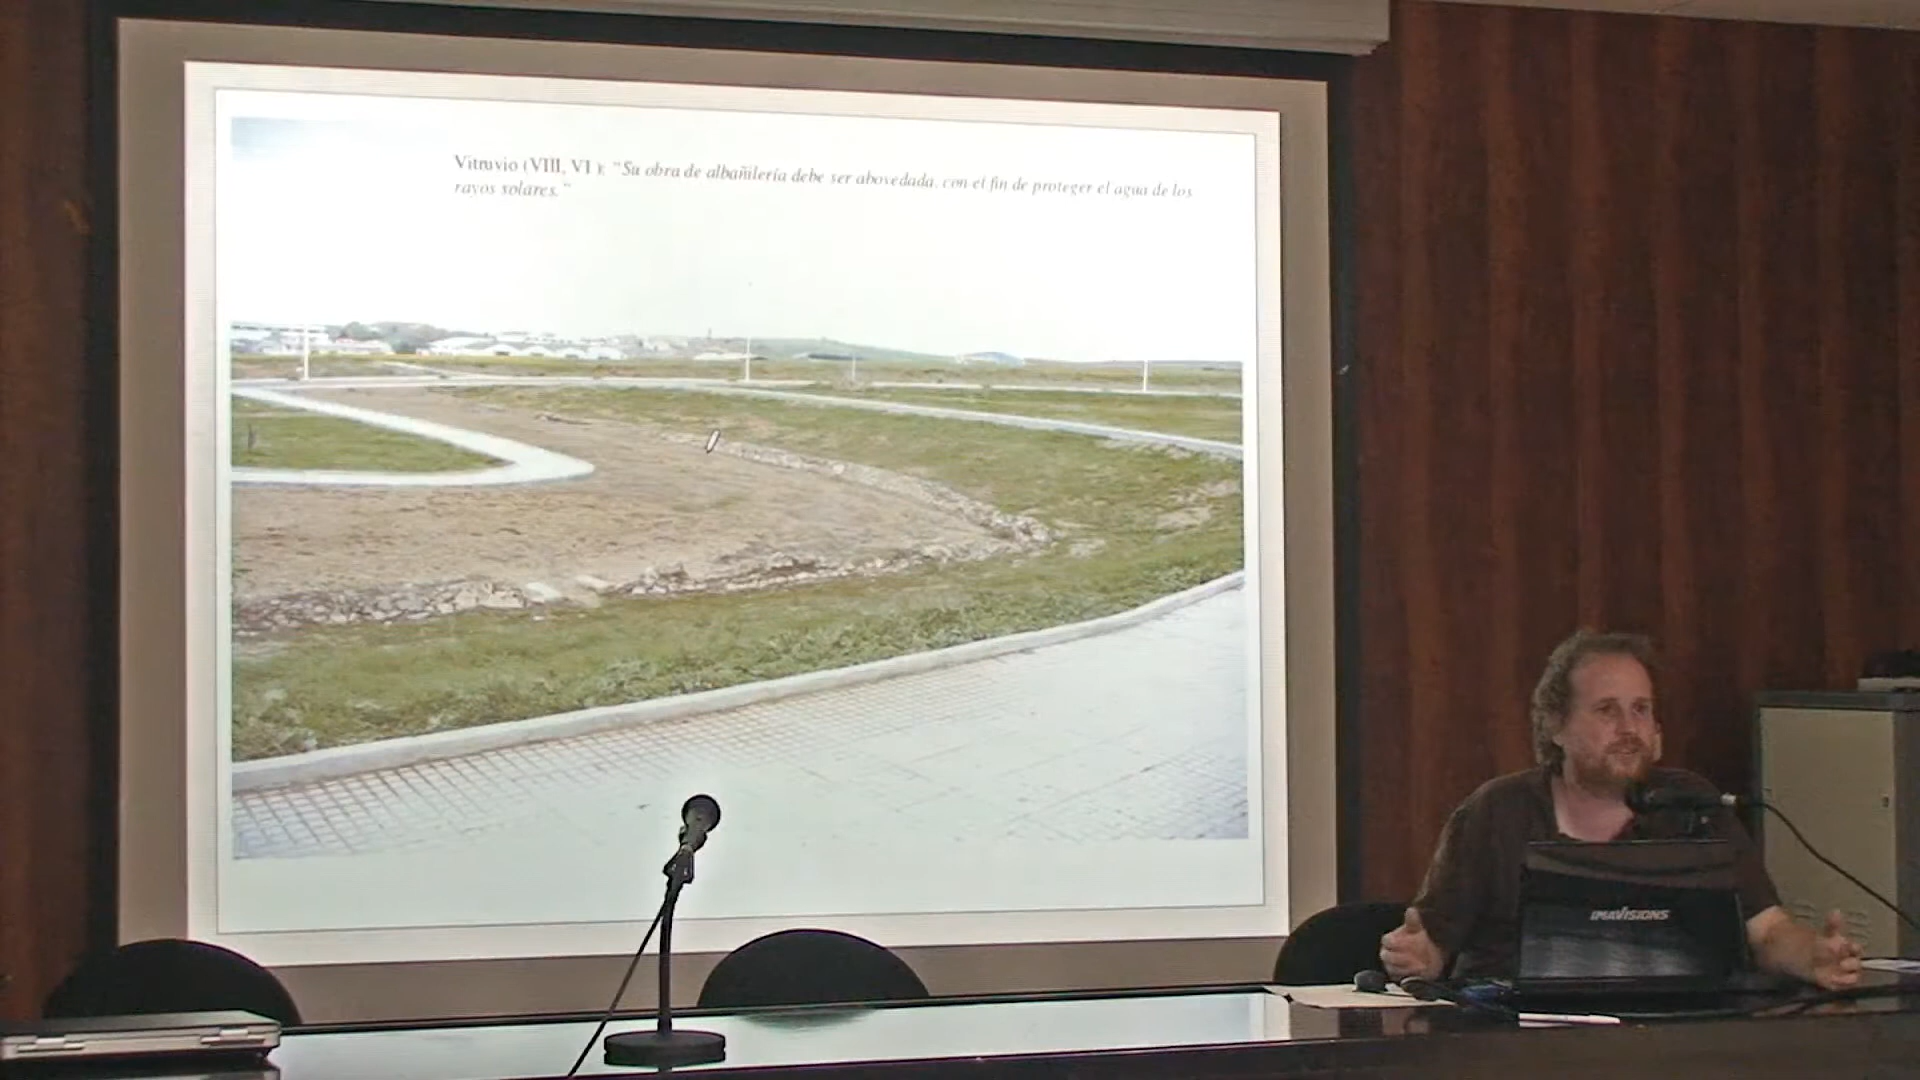 Vitruvio (VIII, VI ): "Su obra de albañilería debe ser abovedada, con el fin de proteger el agua de los
rayos solares."
IMAVISIONS